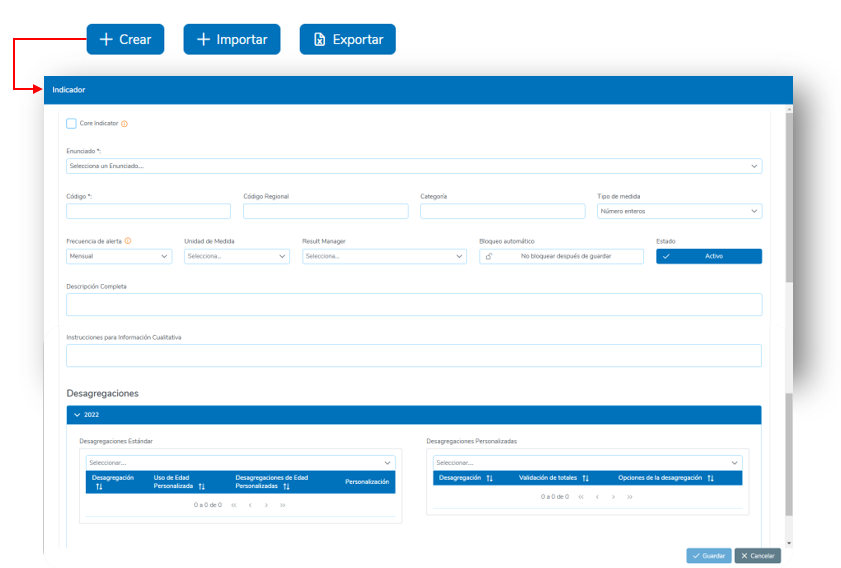 Crear
Importar
Exportar
Indicador
Core Indicator
Enunciado *:
Selecciona un Enunciado...
Código *:
Código Regional
Categoría
Tipo de medida
Número enteros
Frecuencia de alerta
Unidad de Medida
Result Manager
Bloqueo automático
Estado
Mensual
Selecciona...
Selecciona...
No bloquear después de guardar
Activo
Descripción Completa
Instrucciones para Información Cualitativa
Desagregaciones
2022
Desagregaciones Estándar
Seleccionar...
Desagregación
Uso de Edad Personalizada
Desagregaciones de Edad Personalizadas
Personalización
0 a 0 de 0
Desagregaciones Personalizadas
Seleccionar...
Desagregación
Validación de totales
Opciones de la desagregación
0 a 0 de 0
Guardar
Cancelar